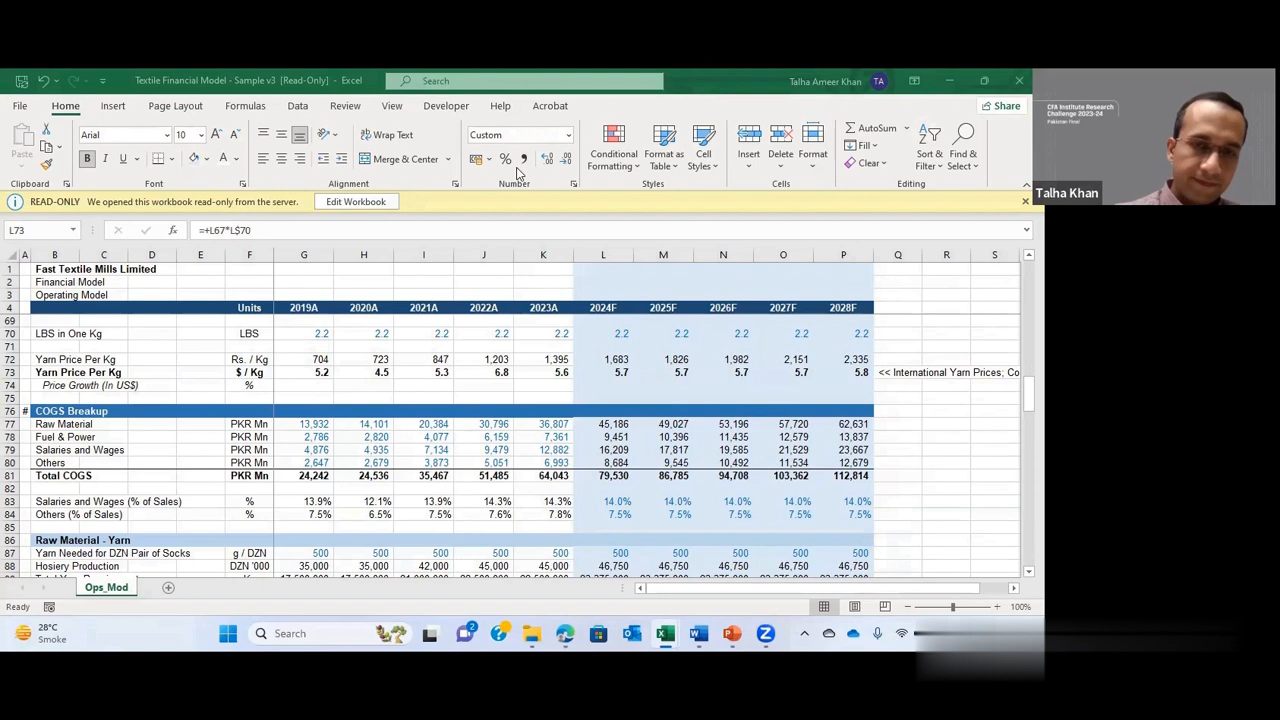 Textile Financial Model - Sample v3 [Read-Only] - Excel
Search
Talha Ameer Khan TA
File Home Insert Page Layout Formulas Data Review View Developer Help Acrobat Share
CFA Institute Research
Challenge 2023-24
Pakistan Final
Talha Khan
Paste
Arial 10
B I U
Wrap Text
Merge & Center
Custom
Conditional Formatting
Format as Table
Cell Styles
Insert
Delete
Format
AutoSum
Fill
Clear
Sort & Filter
Find & Select
Clipboard Font Alignment Number Styles Cells Editing
READ-ONLY We opened this workbook read-only from the server. Edit Workbook
L73 fx =+L67*L$70
A B C D E F G H I J K L M N O P Q R S
1 Fast Textile Mills Limited
2 Financial Model
3 Operating Model
4 Units 2019A 2020A 2021A 2022A 2023A 2024F 2025F 2026F 2027F 2028F
69
70 LBS in One Kg LBS 2.2 2.2 2.2 2.2 2.2 2.2 2.2 2.2 2.2 2.2
71
72 Yarn Price Per Kg Rs. / Kg 704 723 847 1,203 1,395 1,683 1,826 1,982 2,151 2,335
73 Yarn Price Per Kg $ / Kg 5.2 4.5 5.3 6.8 5.6 5.7 5.7 5.7 5.7 5.8 << International Yarn Prices; Co
74 Price Growth (In US$) %
75
76 # COGS Breakup
77 Raw Material PKR Mn 13,932 14,101 20,384 30,796 36,807 45,186 49,027 53,196 57,720 62,631
78 Fuel & Power PKR Mn 2,786 2,820 4,077 6,159 7,361 9,451 10,396 11,435 12,579 13,837
79 Salaries and Wages PKR Mn 4,876 4,935 7,134 9,479 12,882 16,209 17,817 19,585 21,529 23,667
80 Others PKR Mn 2,647 2,679 3,873 5,051 6,993 8,684 9,545 10,492 11,534 12,679
81 Total COGS PKR Mn 24,242 24,536 35,467 51,485 64,043 79,530 86,785 94,708 103,362 112,814
82
83 Salaries and Wages (% of Sales) % 13.9% 12.1% 13.9% 14.3% 14.3% 14.0% 14.0% 14.0% 14.0% 14.0%
84 Others (% of Sales) % 7.5% 6.5% 7.5% 7.6% 7.8% 7.5% 7.5% 7.5% 7.5% 7.5%
85
86 Raw Material - Yarn
87 Yarn Needed for DZN Pair of Socks g / DZN 500 500 500 500 500 500 500 500 500 500
88 Hosiery Production DZN '000 35,000 35,000 42,000 45,000 45,000 46,750 46,750 46,750 46,750 46,750
Ops_Mod
Ready 100%
28°C
Smoke
Search